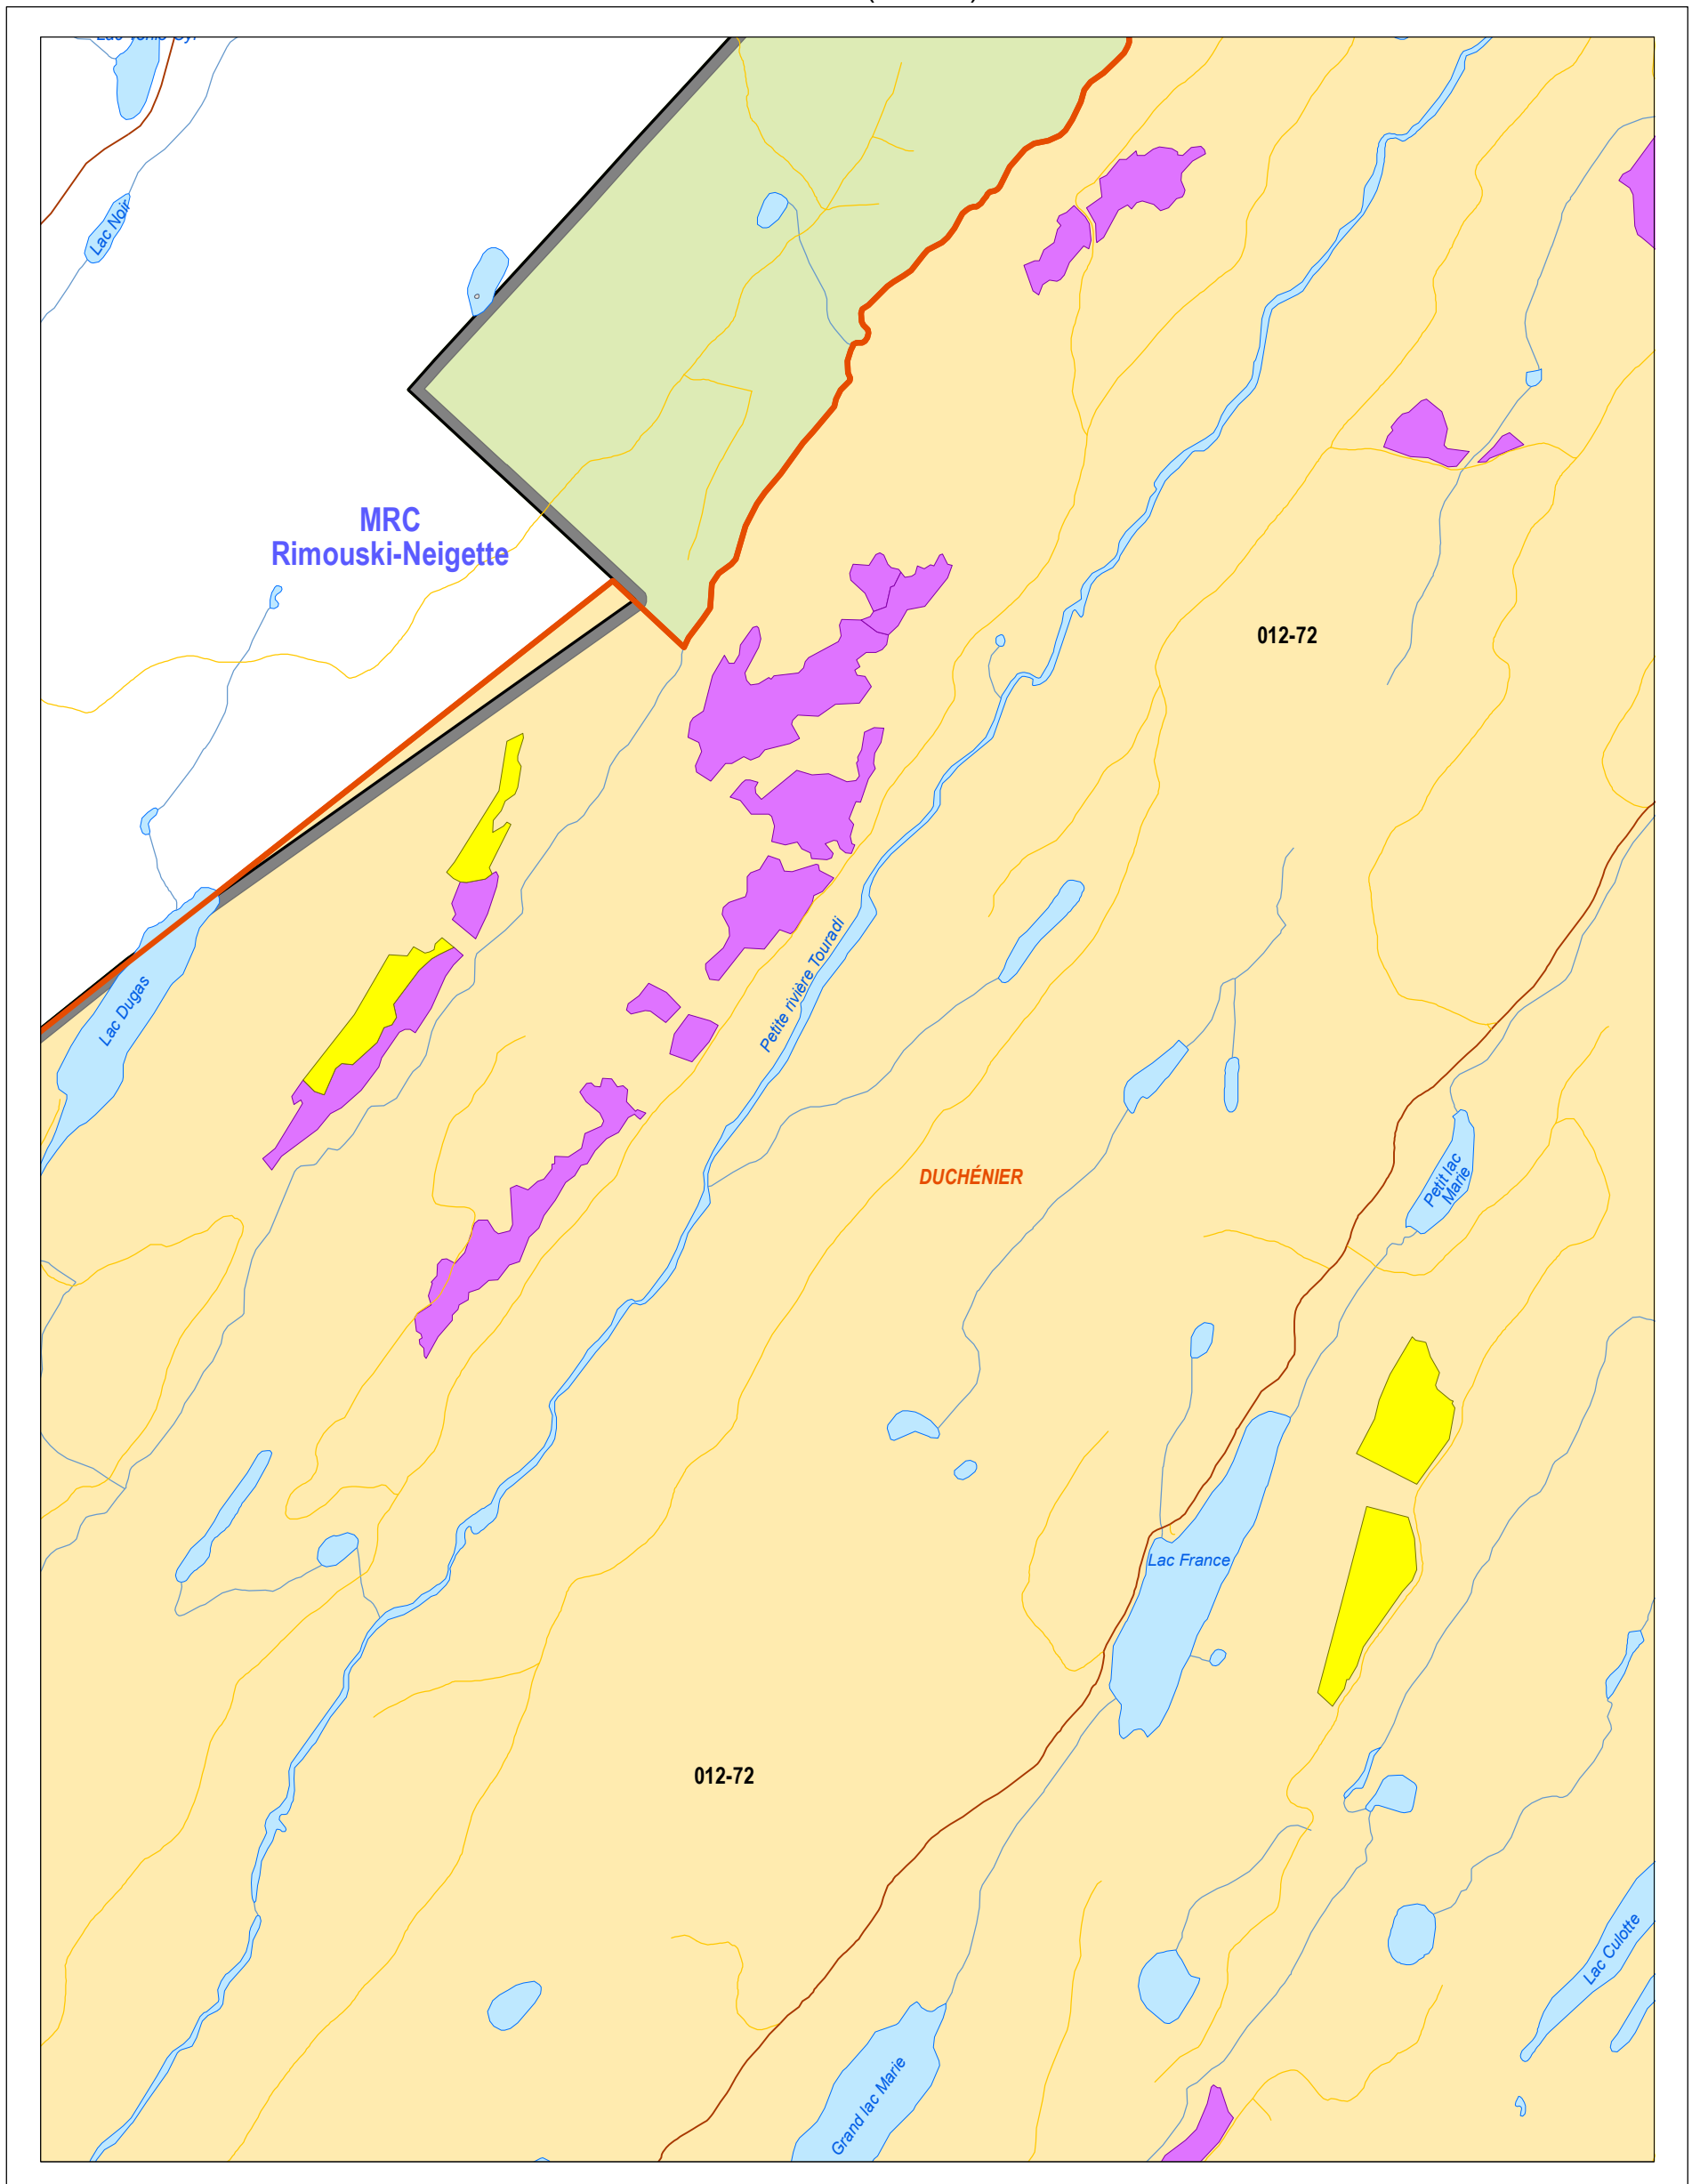 Lac Noir
MRC
Rimouski-Neigette
012-72
Petite rivière Touradi
Lac Dugas
DUCHÉNIER
Petit lac
Marie
Lac France
012-72
Lac Culotte
Grand lac Marie